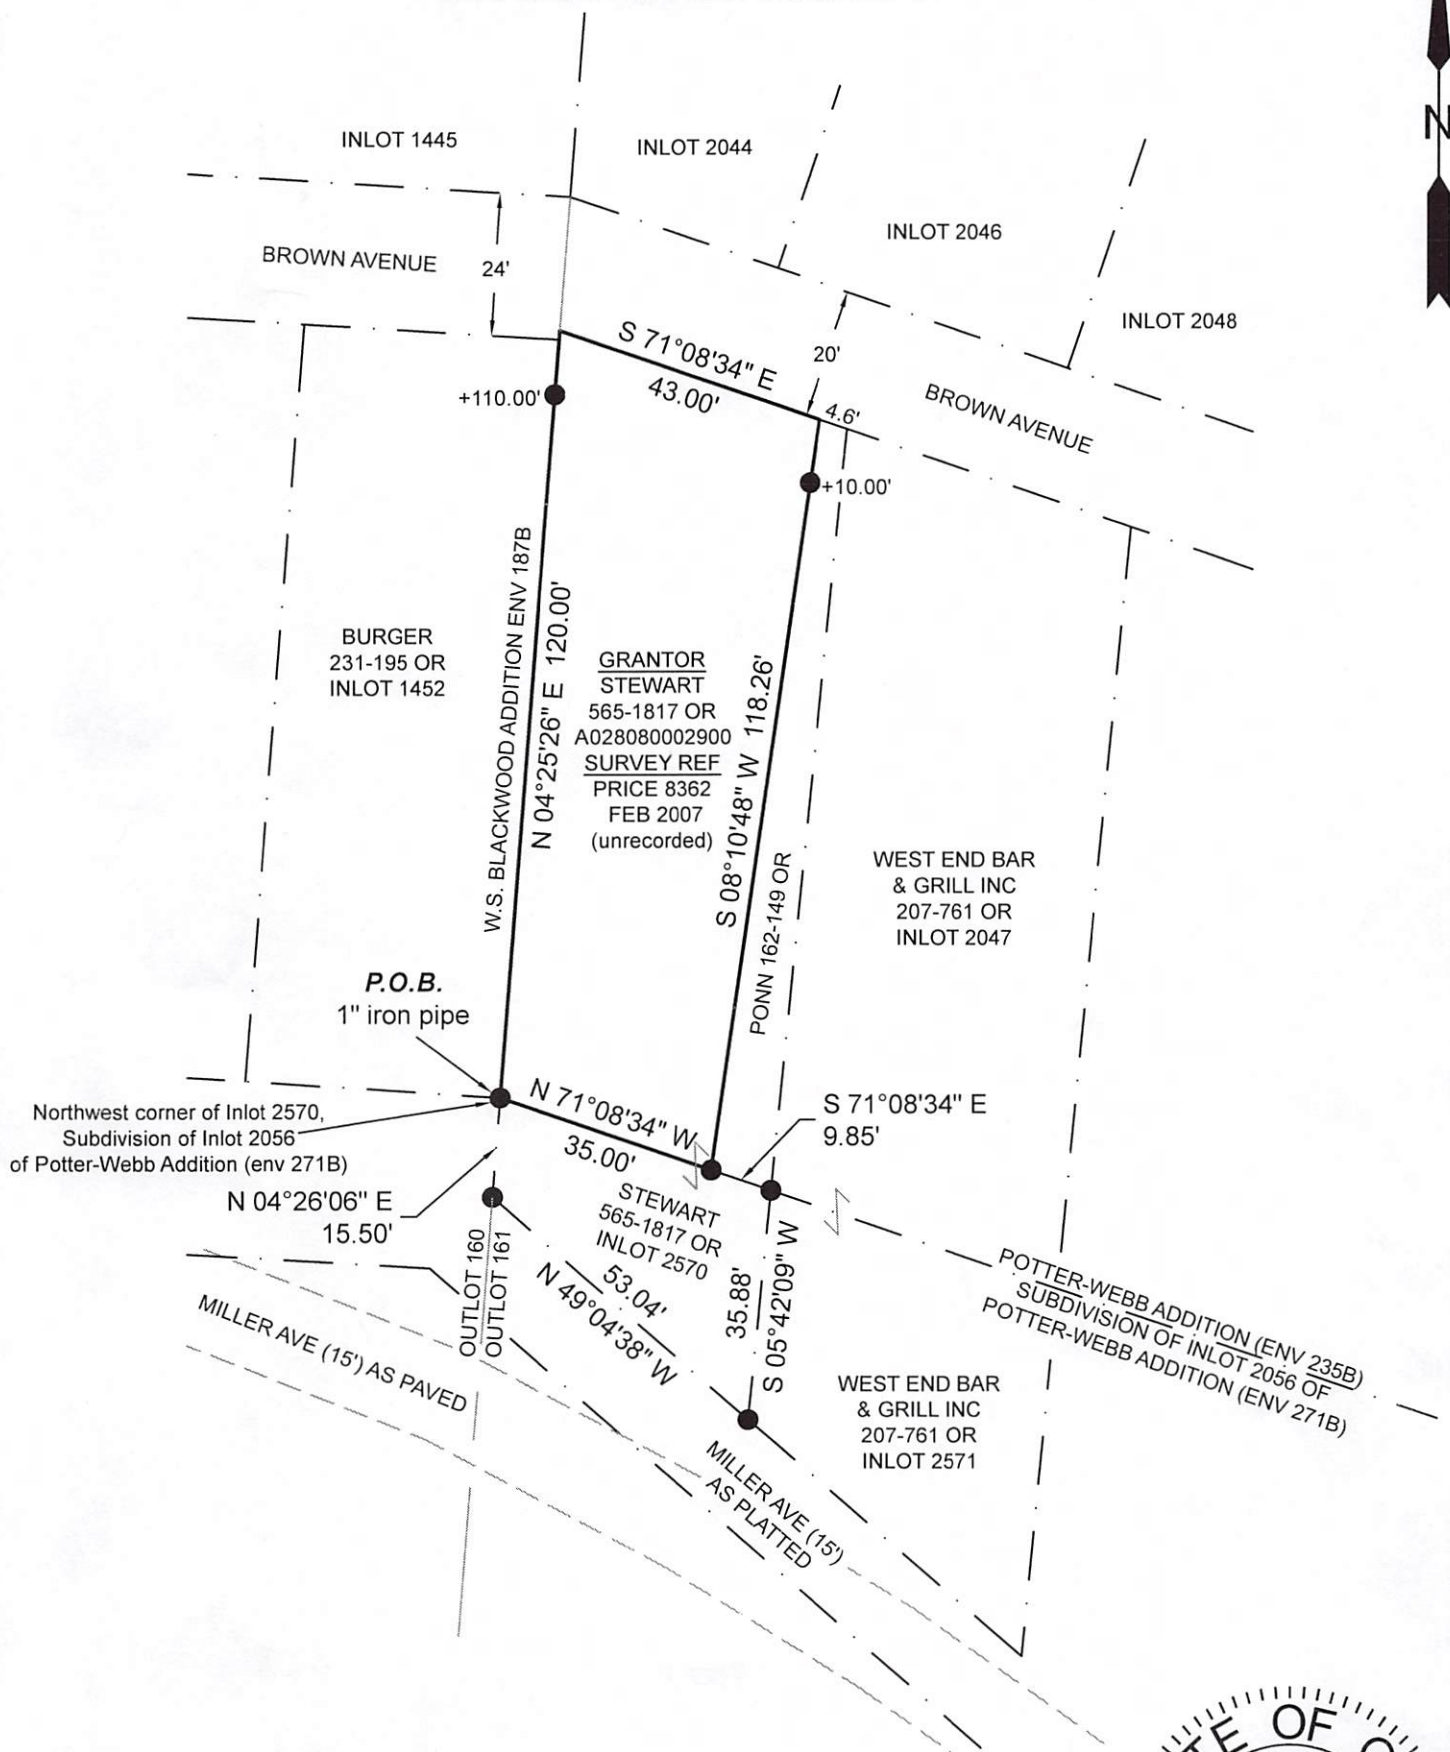 INLOT 1445
INLOT 2044
N
INLOT 2046
BROWN AVENUE
24'
INLOT 2048
S 71°08'34" E
43.00'
20'
4.6'
BROWN AVENUE
+110.00'
+10.00'
W.S. BLACKWOOD ADDITION ENV 187B
N 04°25'26" E 120.00'
BURGER
231-195 OR
INLOT 1452
GRANTOR
STEWART
565-1817 OR
A028080002900
SURVEY REF
PRICE 8362
FEB 2007
(unrecorded)
S 08°10'48" W 118.26'
PONN 162-149 OR
WEST END BAR
& GRILL INC
207-761 OR
INLOT 2047
P.O.B.
1" iron pipe
Northwest corner of Inlot 2570,
Subdivision of Inlot 2056
of Potter-Webb Addition (env 271B)
N 71°08'34" W
35.00'
S 71°08'34" E
9.85'
N 04°26'06" E
15.50'
STEWART
565-1817 OR
INLOT 2570
OUTLOT 160
OUTLOT 161
53.04'
N 49°04'38" W
35.88'
S 05°42'09" W
MILLER AVE (15') AS PAVED
POTTER-WEBB ADDITION (ENV 235B)
SUBDIVISION OF INLOT 2056 OF
POTTER-WEBB ADDITION (ENV 271B)
WEST END BAR
& GRILL INC
207-761 OR
INLOT 2571
MILLER AVE (15')
AS PLATTED
TE OF O